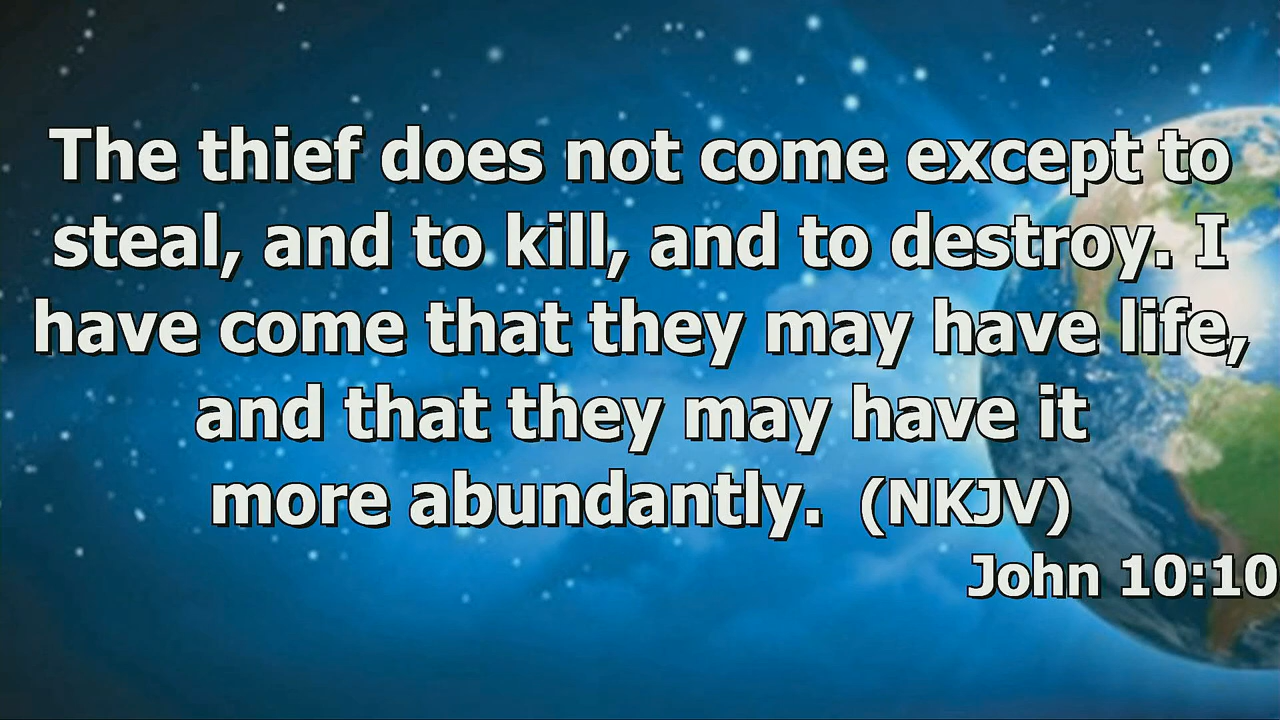 The thief does not come except to
steal, and to kill, and to destroy. I
have come that they may have life,
and that they may have it
more abundantly. (NKJV)
John 10:10